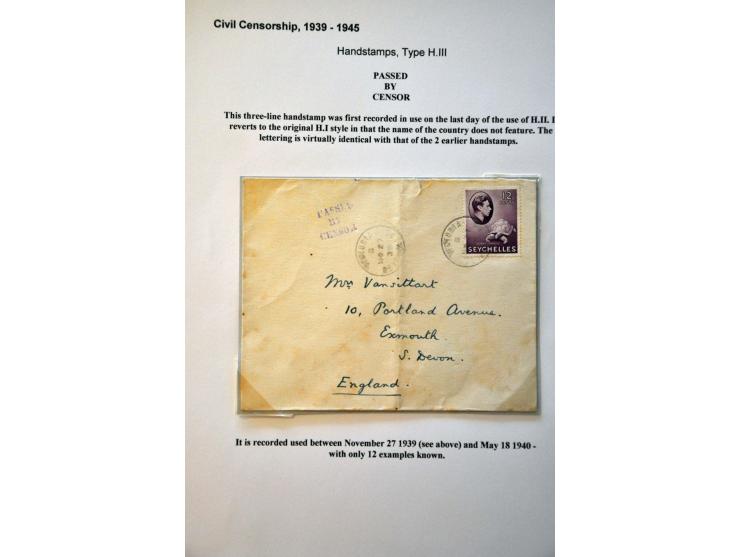 Civil Censorship, 1939 - 1945
Handstamps, Type H.III
PASSED
BY
CENSOR
This three-line handstamp was first recorded in use on the last day of the use of H.II. I
reverts to the original H.I style in that the name of the country does not feature. The
lettering is virtually identical with that of the 2 earlier handstamps.
PASSED
BY
CENSOR
12
SEYCHELLES
Mrs Vansittart
10, Portland Avenue.
Exmouth.
S. Devon.
England.
It is recorded used between November 27 1939 (see above) and May 18 1940 -
with only 12 examples known.